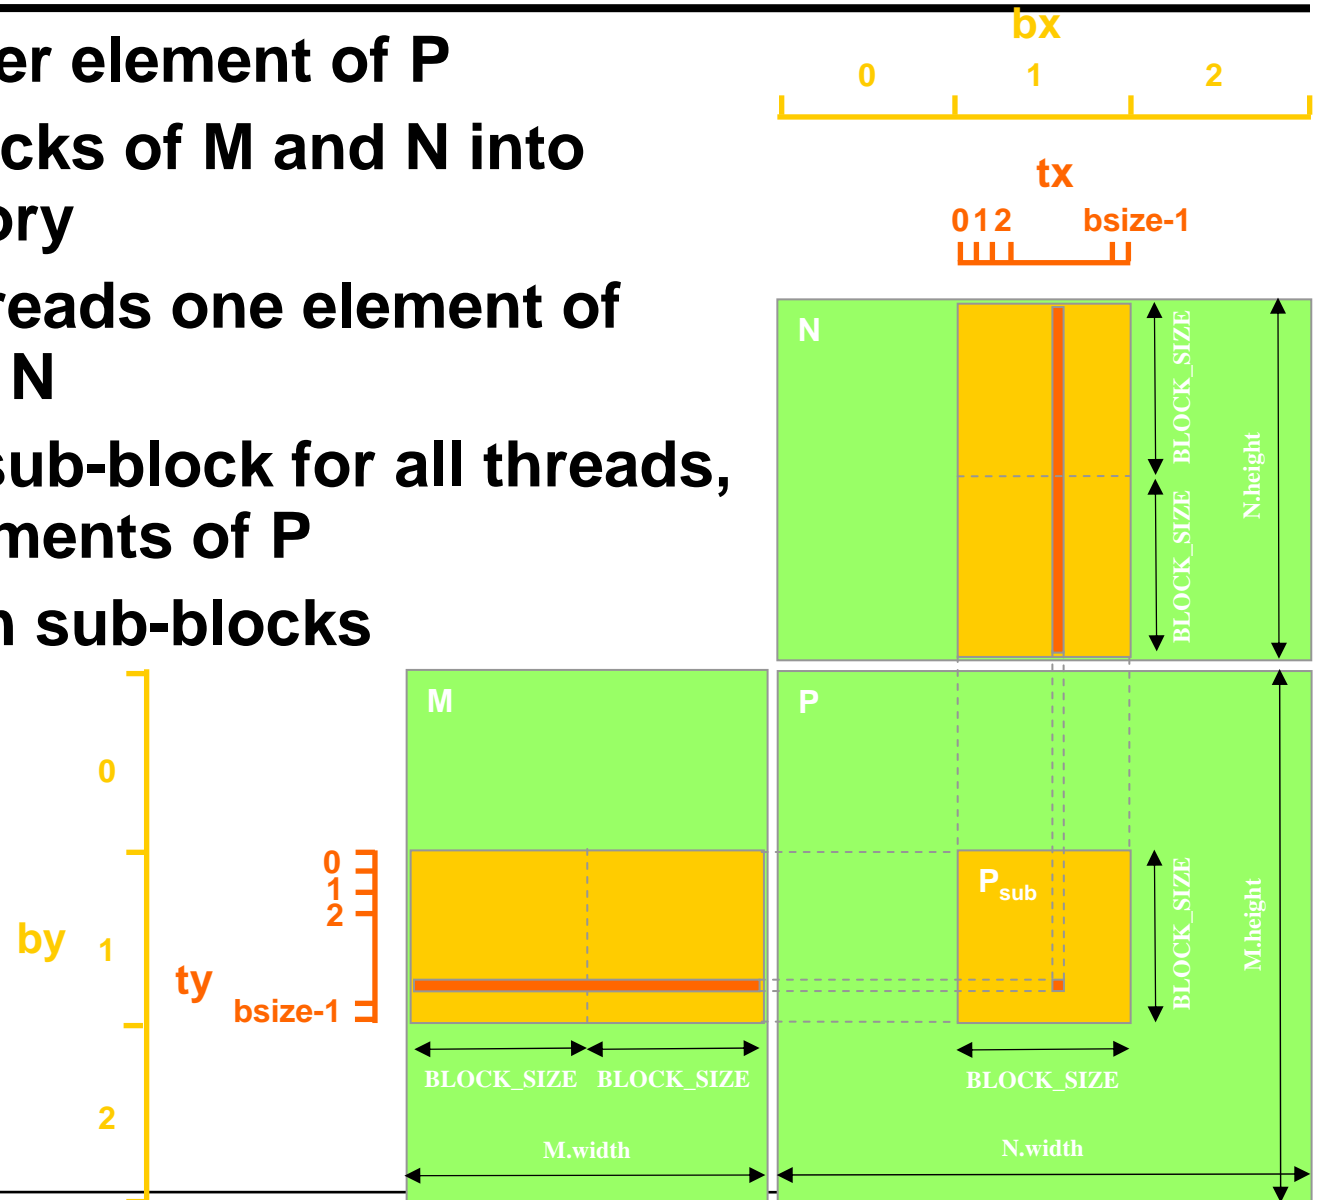 er element of P
cks of M and N into
ory
reads one element of
N
sub-block for all threads,
ments of P
n sub-blocks
bx
0 1 2
tx
0 1 2 bsize-1
N
BLOCK_SIZE
BLOCK_SIZE
N.height
M
P
by
0
1
2
ty
0
1
2
bsize-1
Psub
BLOCK_SIZE
M.height
BLOCK_SIZE BLOCK_SIZE
BLOCK_SIZE
M.width
N.width